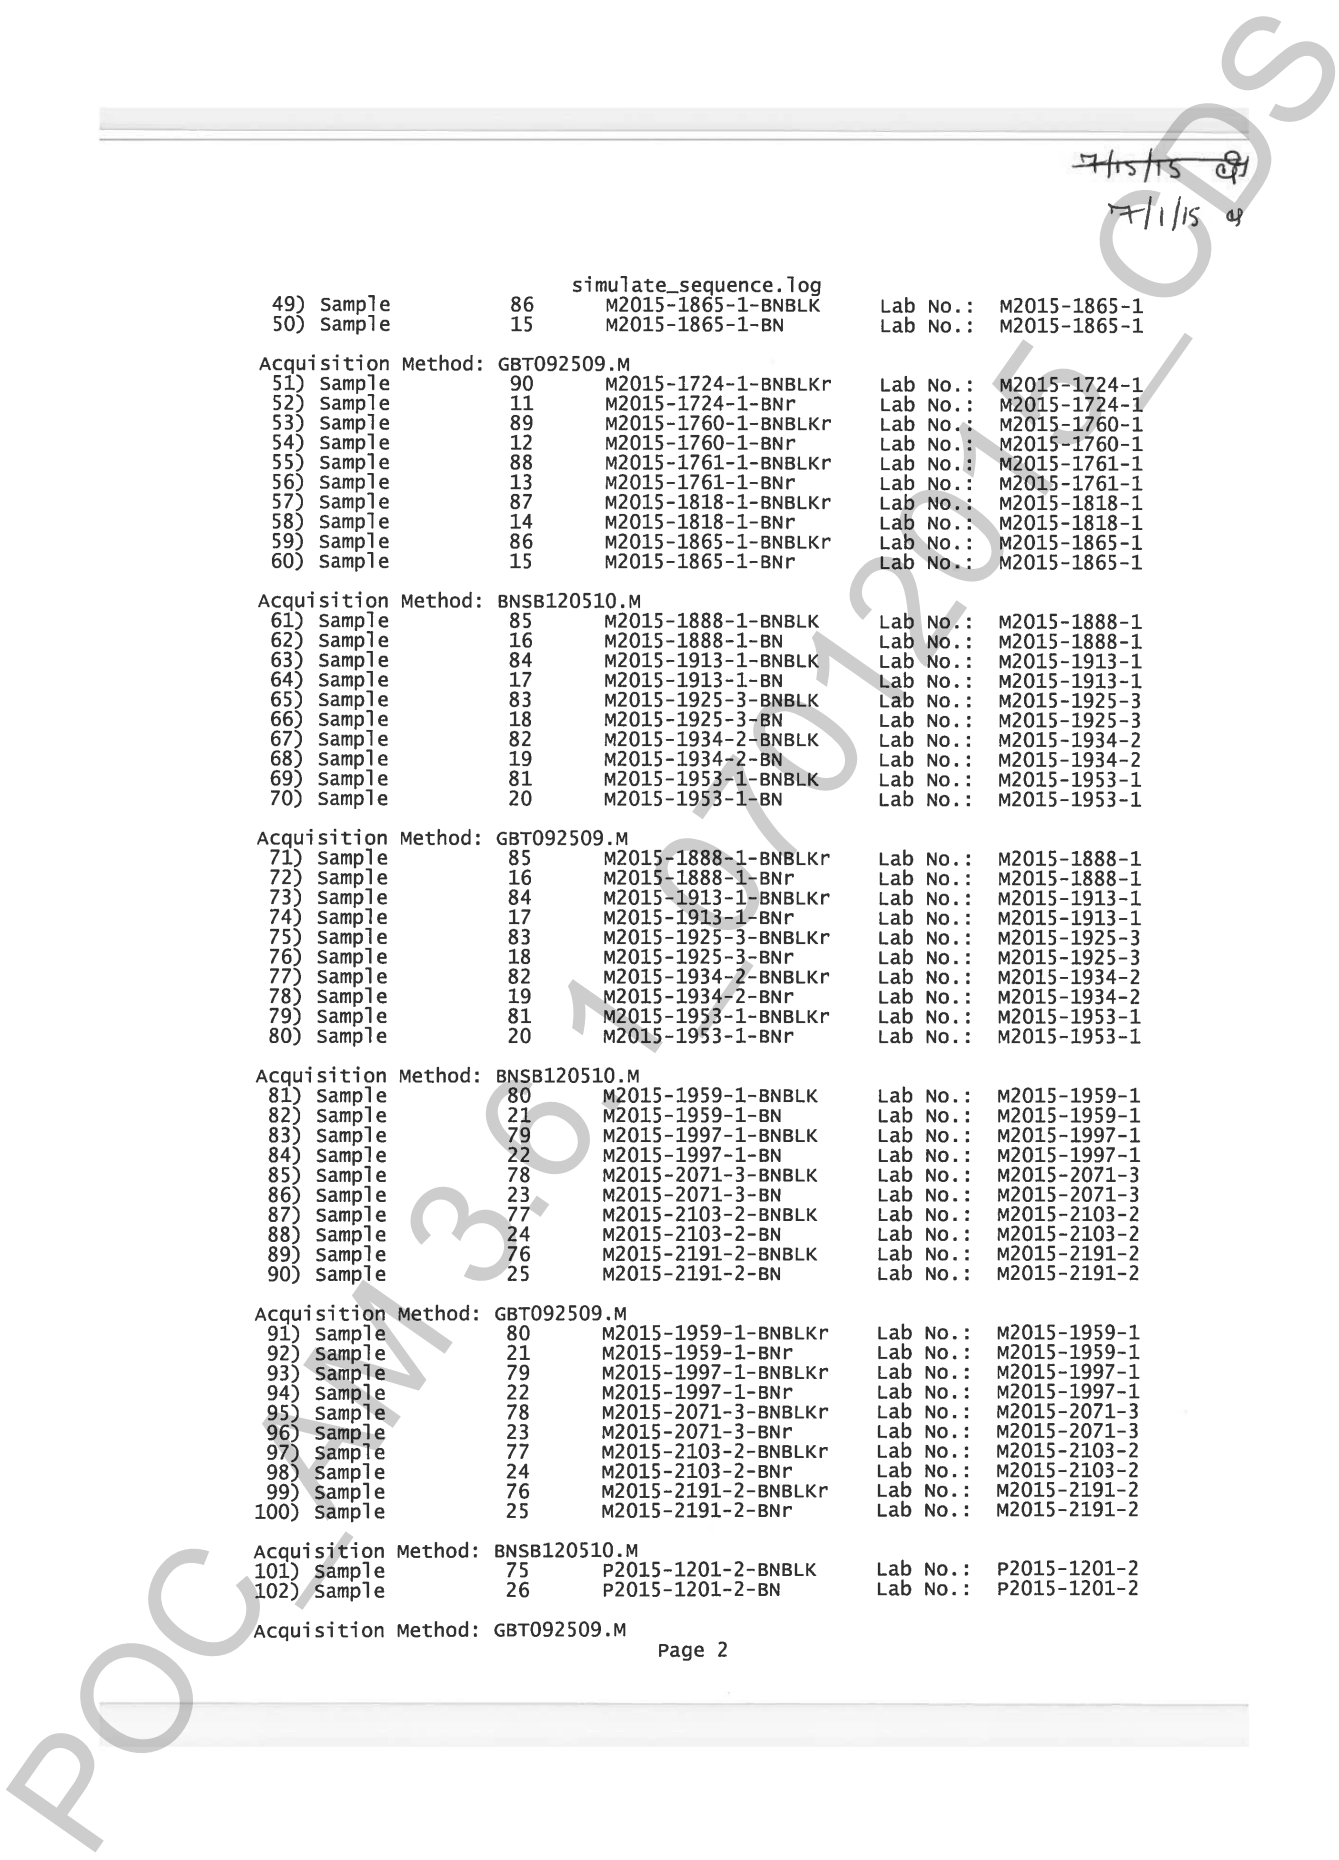 7/15/15
7/1/15
simulate_sequence.log
49) Sample 86 M2015-1865-1-BNBLK Lab No.: M2015-1865-1
50) Sample 15 M2015-1865-1-BN Lab No.: M2015-1865-1
Acquisition Method: GBT092509.M
51) Sample 90 M2015-1724-1-BNBLKr Lab No.: M2015-1724-1
52) Sample 11 M2015-1724-1-BNr Lab No.: M2015-1724-1
53) Sample 89 M2015-1760-1-BNBLKr Lab No.: M2015-1760-1
54) Sample 12 M2015-1760-1-BNr Lab No.: M2015-1760-1
55) Sample 88 M2015-1761-1-BNBLKr Lab No.: M2015-1761-1
56) Sample 13 M2015-1761-1-BNr Lab No.: M2015-1761-1
57) Sample 87 M2015-1818-1-BNBLKr Lab No.: M2015-1818-1
58) Sample 14 M2015-1818-1-BNr Lab No.: M2015-1818-1
59) Sample 86 M2015-1865-1-BNBLKr Lab No.: M2015-1865-1
60) Sample 15 M2015-1865-1-BNr Lab No.: M2015-1865-1
Acquisition Method: BNSB120510.M
61) Sample 85 M2015-1888-1-BNBLK Lab No.: M2015-1888-1
62) Sample 16 M2015-1888-1-BN Lab No.: M2015-1888-1
63) Sample 84 M2015-1913-1-BNBLK Lab No.: M2015-1913-1
64) Sample 17 M2015-1913-1-BN Lab No.: M2015-1913-1
65) Sample 83 M2015-1925-3-BNBLK Lab No.: M2015-1925-3
66) Sample 18 M2015-1925-3-BN Lab No.: M2015-1925-3
67) Sample 82 M2015-1934-2-BNBLK Lab No.: M2015-1934-2
68) Sample 19 M2015-1934-2-BN Lab No.: M2015-1934-2
69) Sample 81 M2015-1953-1-BNBLK Lab No.: M2015-1953-1
70) Sample 20 M2015-1953-1-BN Lab No.: M2015-1953-1
Acquisition Method: GBT092509.M
71) Sample 85 M2015-1888-1-BNBLKr Lab No.: M2015-1888-1
72) Sample 16 M2015-1888-1-BNr Lab No.: M2015-1888-1
73) Sample 84 M2015-1913-1-BNBLKr Lab No.: M2015-1913-1
74) Sample 17 M2015-1913-1-BNr Lab No.: M2015-1913-1
75) Sample 83 M2015-1925-3-BNBLKr Lab No.: M2015-1925-3
76) Sample 18 M2015-1925-3-BNr Lab No.: M2015-1925-3
77) Sample 82 M2015-1934-2-BNBLKr Lab No.: M2015-1934-2
78) Sample 19 M2015-1934-2-BNr Lab No.: M2015-1934-2
79) Sample 81 M2015-1953-1-BNBLKr Lab No.: M2015-1953-1
80) Sample 20 M2015-1953-1-BNr Lab No.: M2015-1953-1
Acquisition Method: BNSB120510.M
81) Sample 80 M2015-1959-1-BNBLK Lab No.: M2015-1959-1
82) Sample 21 M2015-1959-1-BN Lab No.: M2015-1959-1
83) Sample 79 M2015-1997-1-BNBLK Lab No.: M2015-1997-1
84) Sample 22 M2015-1997-1-BN Lab No.: M2015-1997-1
85) Sample 78 M2015-2071-3-BNBLK Lab No.: M2015-2071-3
86) Sample 23 M2015-2071-3-BN Lab No.: M2015-2071-3
87) Sample 77 M2015-2103-2-BNBLK Lab No.: M2015-2103-2
88) Sample 24 M2015-2103-2-BN Lab No.: M2015-2103-2
89) Sample 76 M2015-2191-2-BNBLK Lab No.: M2015-2191-2
90) Sample 25 M2015-2191-2-BN Lab No.: M2015-2191-2
Acquisition Method: GBT092509.M
91) Sample 80 M2015-1959-1-BNBLKr Lab No.: M2015-1959-1
92) Sample 21 M2015-1959-1-BNr Lab No.: M2015-1959-1
93) Sample 79 M2015-1997-1-BNBLKr Lab No.: M2015-1997-1
94) Sample 22 M2015-1997-1-BNr Lab No.: M2015-1997-1
95) Sample 78 M2015-2071-3-BNBLKr Lab No.: M2015-2071-3
96) Sample 23 M2015-2071-3-BNr Lab No.: M2015-2071-3
97) Sample 77 M2015-2103-2-BNBLKr Lab No.: M2015-2103-2
98) Sample 24 M2015-2103-2-BNr Lab No.: M2015-2103-2
99) Sample 76 M2015-2191-2-BNBLKr Lab No.: M2015-2191-2
100) Sample 25 M2015-2191-2-BNr Lab No.: M2015-2191-2
Acquisition Method: BNSB120510.M
101) Sample 75 P2015-1201-2-BNBLK Lab No.: P2015-1201-2
102) Sample 26 P2015-1201-2-BN Lab No.: P2015-1201-2
Acquisition Method: GBT092509.M
Page 2
POC_AM 3.6.1_07012015_CDS